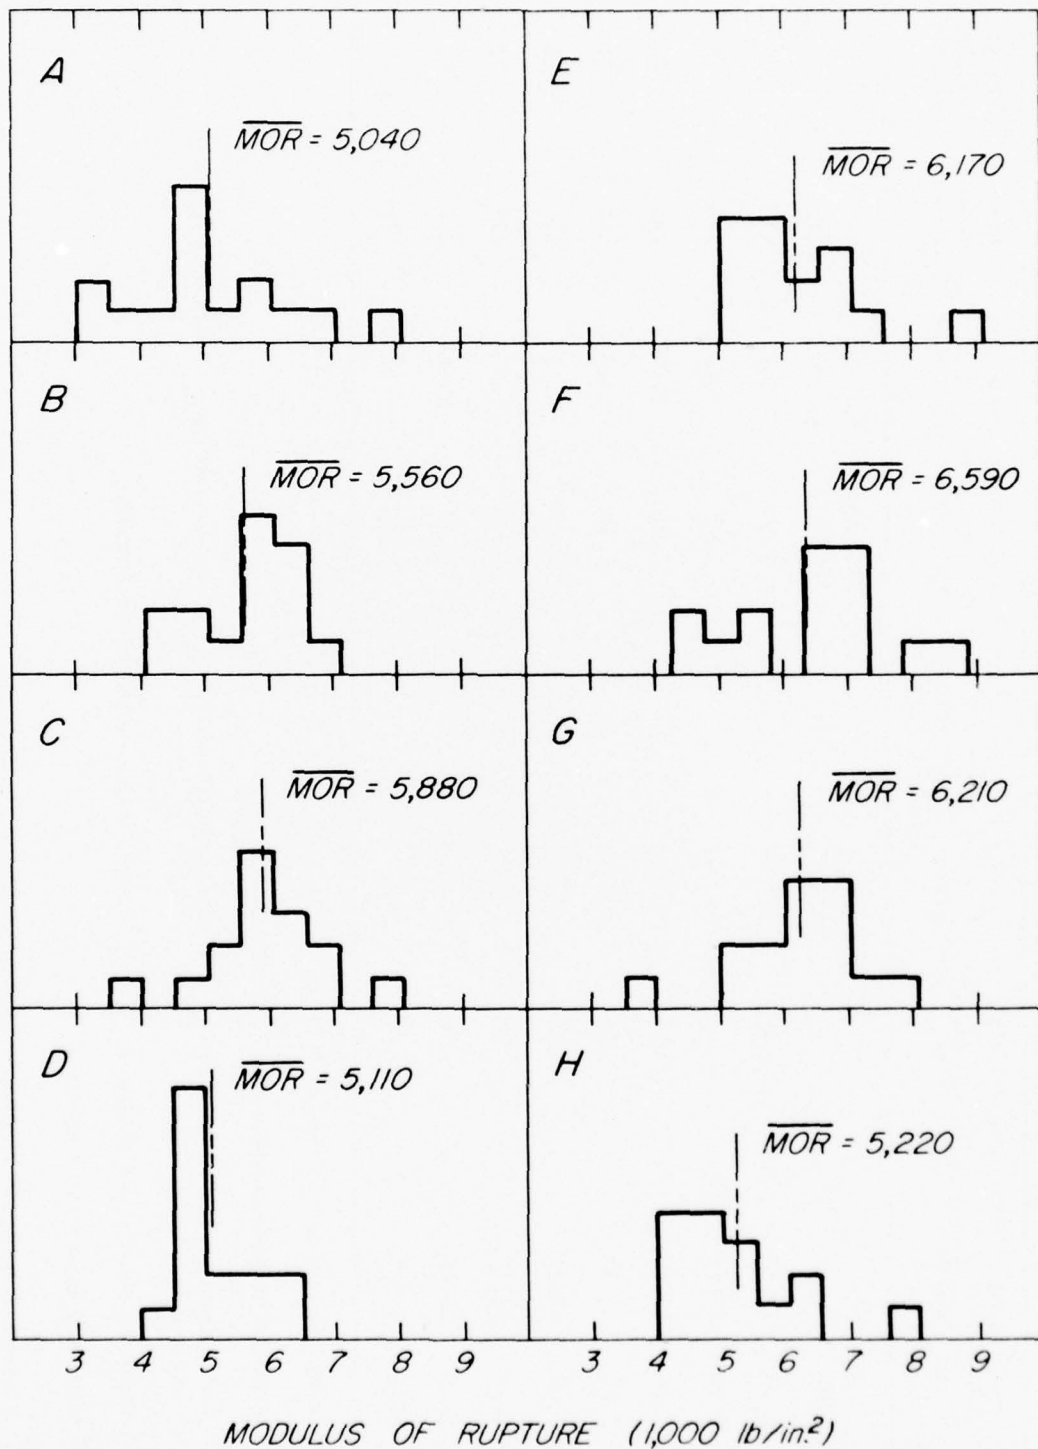 A
MOR = 5,040
B
MOR = 5,560
C
MOR = 5,880
D
MOR = 5,110
E
MOR = 6,170
F
MOR = 6,590
G
MOR = 6,210
H
MOR = 5,220
3 4 5 6 7 8 9
3 4 5 6 7 8 9
MODULUS OF RUPTURE (1,000 lb/in.²)